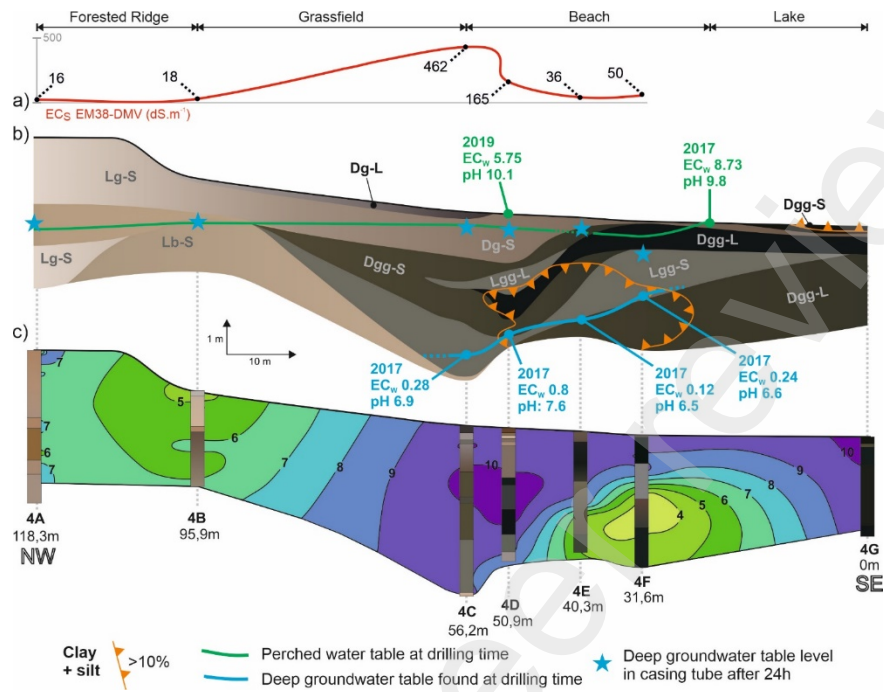 Forested Ridge Grassfield Beach Lake
500
a)
16 18 462 165 36 50
ECS EM38-DMV (dS.m-1)
b)
Lg-S
Dg-L
2019
ECw 5.75
pH 10.1
2017
ECw 8.73
pH 9.8
Dgg-S
Lg-S
Lb-S
Dgg-S
Dg-S
Lgg-L
Dgg-L
Lgg-S
Dgg-L
1 m
10 m
2017
ECw 0.28
pH 6.9
2017
ECw 0.8
pH: 7.6
2017
ECw 0.12
pH 6.5
2017
ECw 0.24
pH 6.6
c)
7 7 6 7 5 6 6 7 8 9 10 4 5 6 7 8 9 10
4A
118,3m
NW
4B
95,9m
4C
56,2m
4D
50,9m
4E
40,3m
4F
31,6m
4G
0m
SE
Clay
+ silt
>10%
Perched water table at drilling time
Deep groundwater table found at drilling time
Deep groundwater table level
in casing tube after 24h